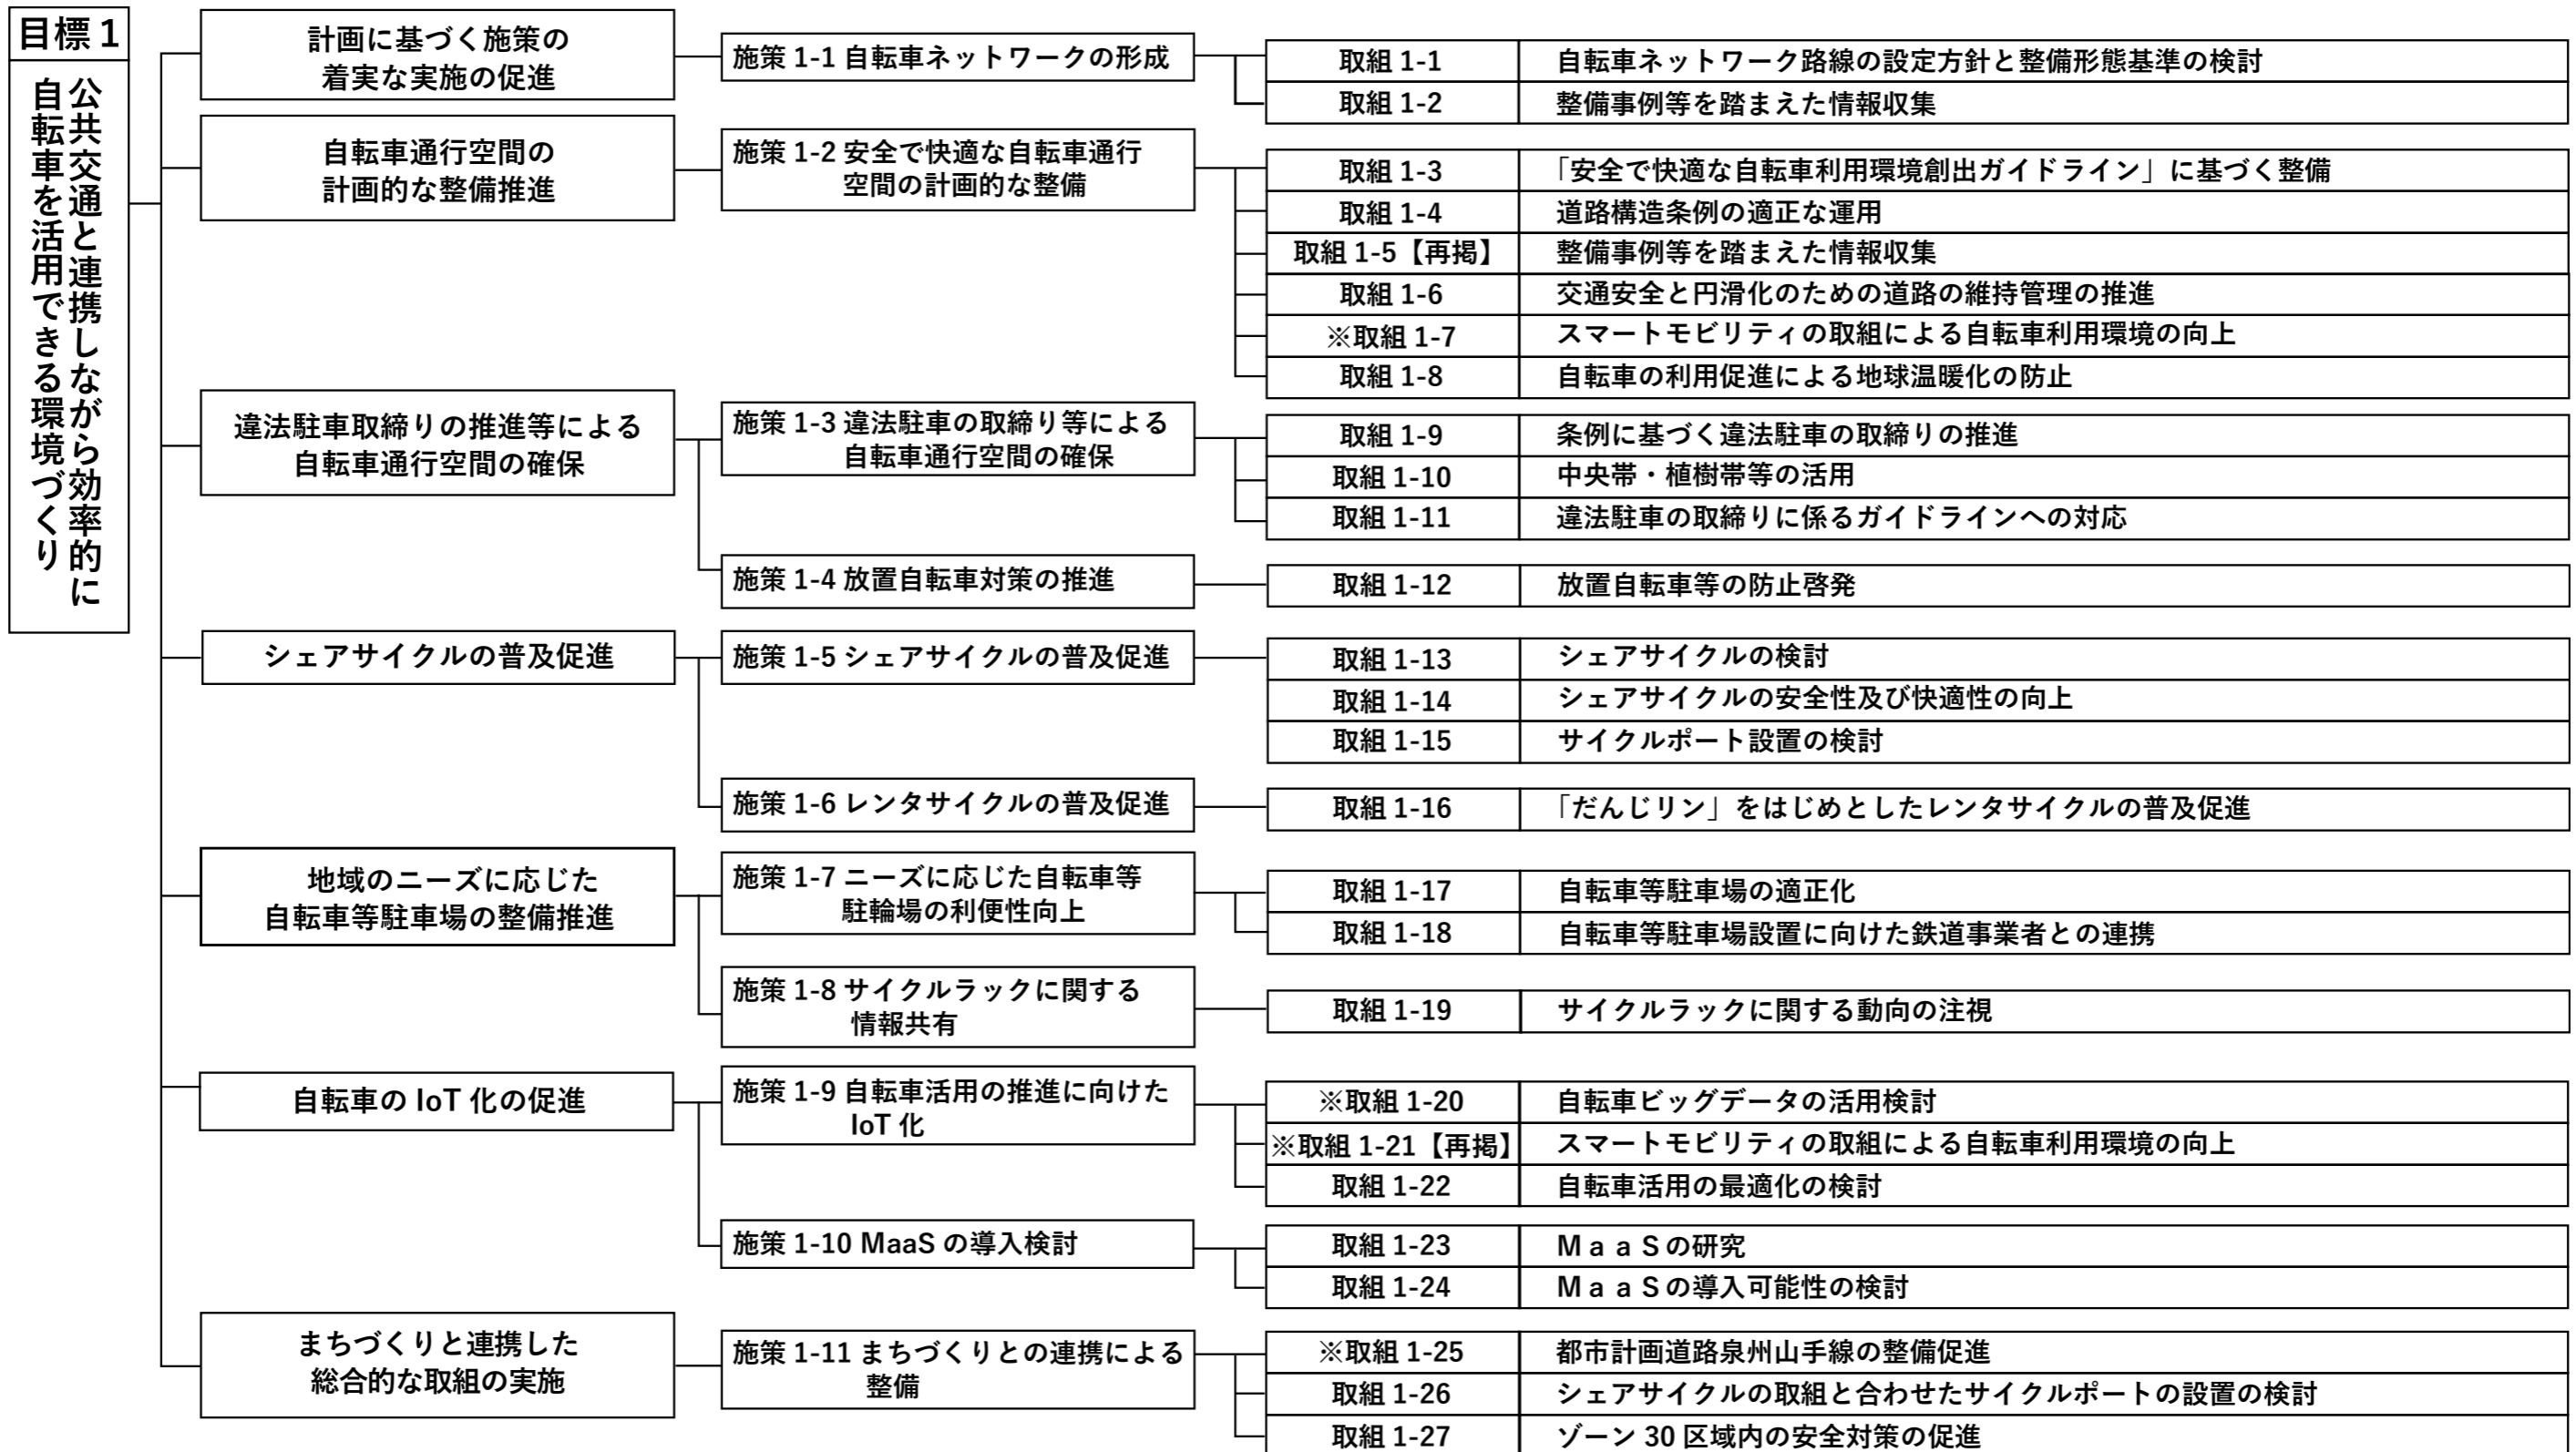 目標 1
公共交通と連携しながら効率的に
自転車を活用できる環境づくり
計画に基づく施策の
着実な実施の促進
施策 1-1 自転車ネットワークの形成
取組 1-1 自転車ネットワーク路線の設定方針と整備形態基準の検討
取組 1-2 整備事例等を踏まえた情報収集
自転車通行空間の
計画的な整備推進
施策 1-2 安全で快適な自転車通行
空間の計画的な整備
取組 1-3 「安全で快適な自転車利用環境創出ガイドライン」に基づく整備
取組 1-4 道路構造条例の適正な運用
取組 1-5【再掲】 整備事例等を踏まえた情報収集
取組 1-6 交通安全と円滑化のための道路の維持管理の推進
※取組 1-7 スマートモビリティの取組による自転車利用環境の向上
取組 1-8 自転車の利用促進による地球温暖化の防止
違法駐車取締りの推進等による
自転車通行空間の確保
施策 1-3 違法駐車の取締り等による
自転車通行空間の確保
取組 1-9 条例に基づく違法駐車の取締りの推進
取組 1-10 中央帯・植樹帯等の活用
取組 1-11 違法駐車の取締りに係るガイドラインへの対応
施策 1-4 放置自転車対策の推進
取組 1-12 放置自転車等の防止啓発
シェアサイクルの普及促進
施策 1-5 シェアサイクルの普及促進
取組 1-13 シェアサイクルの検討
取組 1-14 シェアサイクルの安全性及び快適性の向上
取組 1-15 サイクルポート設置の検討
施策 1-6 レンタサイクルの普及促進
取組 1-16 「だんじリン」をはじめとしたレンタサイクルの普及促進
地域のニーズに応じた
自転車等駐車場の整備推進
施策 1-7 ニーズに応じた自転車等
駐輪場の利便性向上
取組 1-17 自転車等駐車場の適正化
取組 1-18 自転車等駐車場設置に向けた鉄道事業者との連携
施策 1-8 サイクルラックに関する
情報共有
取組 1-19 サイクルラックに関する動向の注視
自転車の IoT 化の促進
施策 1-9 自転車活用の推進に向けた
IoT 化
※取組 1-20 自転車ビッグデータの活用検討
※取組 1-21【再掲】 スマートモビリティの取組による自転車利用環境の向上
取組 1-22 自転車活用の最適化の検討
施策 1-10 MaaS の導入検討
取組 1-23 ＭａａＳの研究
取組 1-24 ＭａａＳの導入可能性の検討
まちづくりと連携した
総合的な取組の実施
施策 1-11 まちづくりとの連携による
整備
※取組 1-25 都市計画道路泉州山手線の整備促進
取組 1-26 シェアサイクルの取組と合わせたサイクルポートの設置の検討
取組 1-27 ゾーン 30 区域内の安全対策の促進